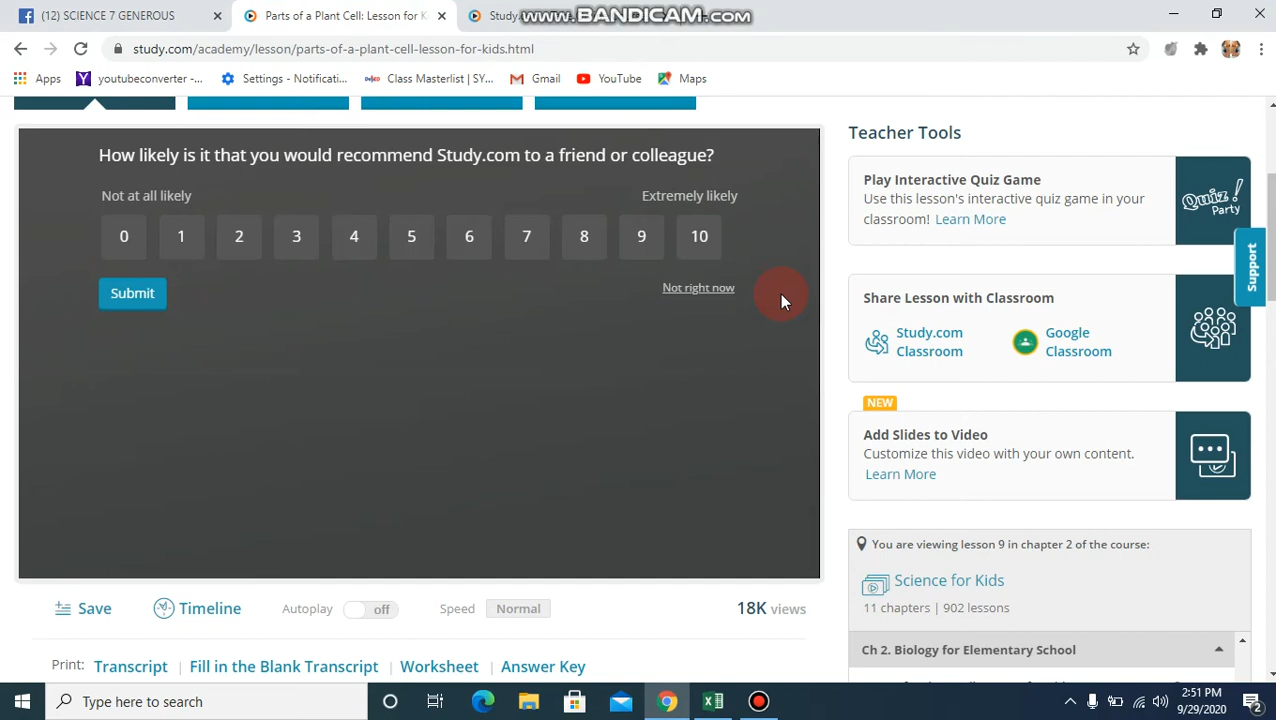 (12) SCIENCE 7 GENEROUS
Parts of a Plant Cell: Lesson for K
Study.
www.BANDICAM.com
study.com/academy/lesson/parts-of-a-plant-cell-lesson-for-kids.html
Apps
youtubeconverter -...
Settings - Notificati...
Class Masterlist | SY...
Gmail
YouTube
Maps
How likely is it that you would recommend Study.com to a friend or colleague?
Not at all likely
Extremely likely
0 1 2 3 4 5 6 7 8 9 10
Submit
Not right now
Save
Timeline
Autoplay off
Speed Normal
18K views
Print: Transcript | Fill in the Blank Transcript | Worksheet | Answer Key
Teacher Tools
Play Interactive Quiz Game
Use this lesson's interactive quiz game in your
classroom! Learn More
Quiz!
Party
Support
Share Lesson with Classroom
Study.com
Classroom
Google
Classroom
NEW
Add Slides to Video
Customize this video with your own content.
Learn More
You are viewing lesson 9 in chapter 2 of the course:
Science for Kids
11 chapters | 902 lessons
Ch 2. Biology for Elementary School
Type here to search
2:51 PM
9/29/2020
2